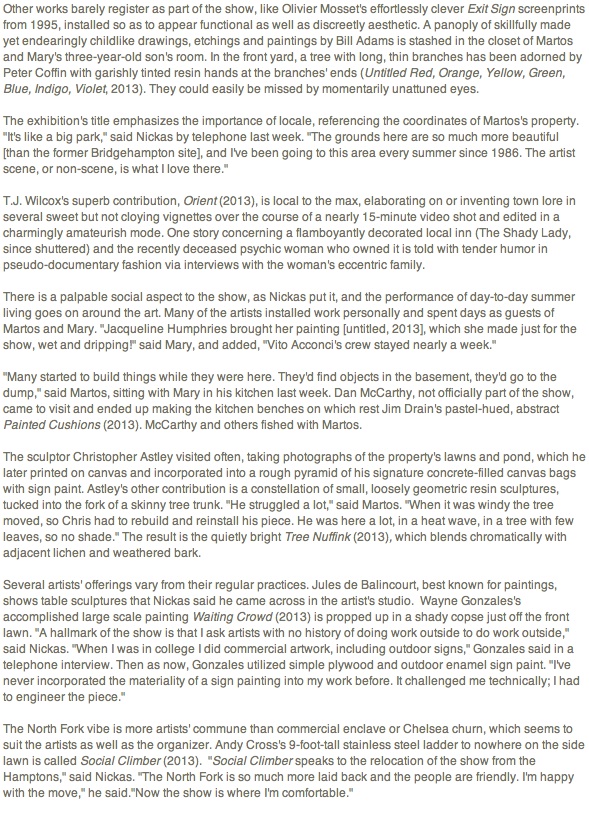 Other works barely register as part of the show, like Olivier Mosset's effortlessly clever Exit Sign screenprints
from 1995, installed so as to appear functional as well as discreetly aesthetic. A panoply of skillfully made
yet endearingly childlike drawings, etchings and paintings by Bill Adams is stashed in the closet of Martos
and Mary's three-year-old son's room. In the front yard, a tree with long, thin branches has been adorned by
Peter Coffin with garishly tinted resin hands at the branches' ends (Untitled Red, Orange, Yellow, Green,
Blue, Indigo, Violet, 2013). They could easily be missed by momentarily unattuned eyes.
The exhibition's title emphasizes the importance of locale, referencing the coordinates of Martos's property.
"It's like a big park," said Nickas by telephone last week. "The grounds here are so much more beautiful
[than the former Bridgehampton site], and I've been going to this area every summer since 1986. The artist
scene, or non-scene, is what I love there."
T.J. Wilcox's superb contribution, Orient (2013), is local to the max, elaborating on or inventing town lore in
several sweet but not cloying vignettes over the course of a nearly 15-minute video shot and edited in a
charmingly amateurish mode. One story concerning a flamboyantly decorated local inn (The Shady Lady,
since shuttered) and the recently deceased psychic woman who owned it is told with tender humor in
pseudo-documentary fashion via interviews with the woman's eccentric family.
There is a palpable social aspect to the show, as Nickas put it, and the performance of day-to-day summer
living goes on around the art. Many of the artists installed work personally and spent days as guests of
Martos and Mary. "Jacqueline Humphries brought her painting [untitled, 2013], which she made just for the
show, wet and dripping!" said Mary, and added, "Vito Acconci's crew stayed nearly a week."
"Many started to build things while they were here. They'd find objects in the basement, they'd go to the
dump," said Martos, sitting with Mary in his kitchen last week. Dan McCarthy, not officially part of the show,
came to visit and ended up making the kitchen benches on which rest Jim Drain's pastel-hued, abstract
Painted Cushions (2013). McCarthy and others fished with Martos.
The sculptor Christopher Astley visited often, taking photographs of the property's lawns and pond, which he
later printed on canvas and incorporated into a rough pyramid of his signature concrete-filled canvas bags
with sign paint. Astley's other contribution is a constellation of small, loosely geometric resin sculptures,
tucked into the fork of a skinny tree trunk. "He struggled a lot," said Martos. "When it was windy the tree
moved, so Chris had to rebuild and reinstall his piece. He was here a lot, in a heat wave, in a tree with few
leaves, so no shade." The result is the quietly bright Tree Nuffink (2013), which blends chromatically with
adjacent lichen and weathered bark.
Several artists' offerings vary from their regular practices. Jules de Balincourt, best known for paintings,
shows table sculptures that Nickas said he came across in the artist's studio.  Wayne Gonzales's
accomplished large scale painting Waiting Crowd (2013) is propped up in a shady copse just off the front
lawn. "A hallmark of the show is that I ask artists with no history of doing work outside to do work outside,"
said Nickas. "When I was in college I did commercial artwork, including outdoor signs," Gonzales said in a
telephone interview. Then as now, Gonzales utilized simple plywood and outdoor enamel sign paint. "I've
never incorporated the materiality of a sign painting into my work before. It challenged me technically; I had
to engineer the piece."
The North Fork vibe is more artists' commune than commercial enclave or Chelsea churn, which seems to
suit the artists as well as the organizer. Andy Cross's 9-foot-tall stainless steel ladder to nowhere on the side
lawn is called Social Climber (2013).  "Social Climber speaks to the relocation of the show from the
Hamptons," said Nickas. "The North Fork is so much more laid back and the people are friendly. I'm happy
with the move," he said."Now the show is where I'm comfortable."